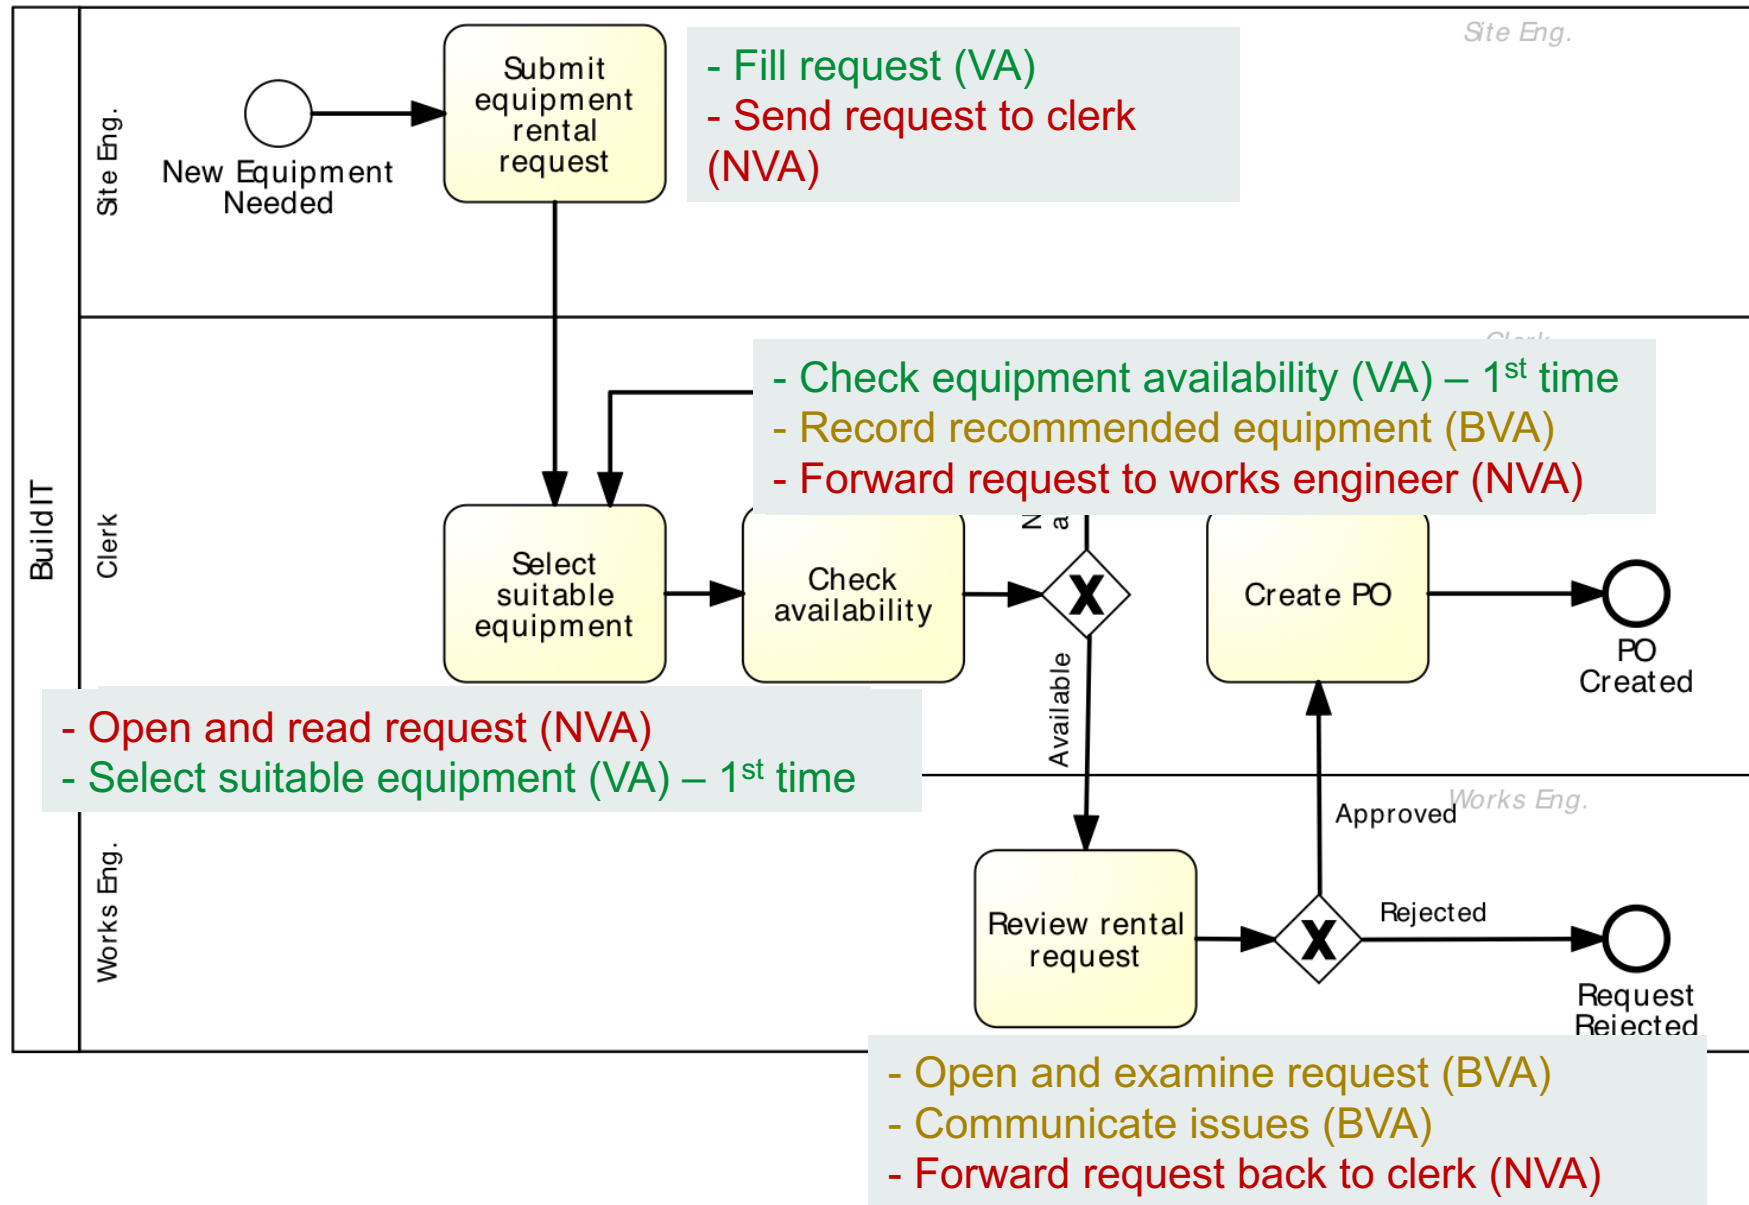 BuildIT
Site Eng.
Site Eng.
New Equipment
Needed
Submit
equipment
rental
request
- Fill request (VA)
- Send request to clerk
(NVA)
Clerk
- Check equipment availability (VA) – 1st time
- Record recommended equipment (BVA)
- Forward request to works engineer (NVA)
Select
suitable
equipment
Check
availability
Available
Create PO
PO
Created
- Open and read request (NVA)
- Select suitable equipment (VA) – 1st time
Works Eng.
Works Eng.
Approved
Review rental
request
Rejected
Request
Rejected
- Open and examine request (BVA)
- Communicate issues (BVA)
- Forward request back to clerk (NVA)